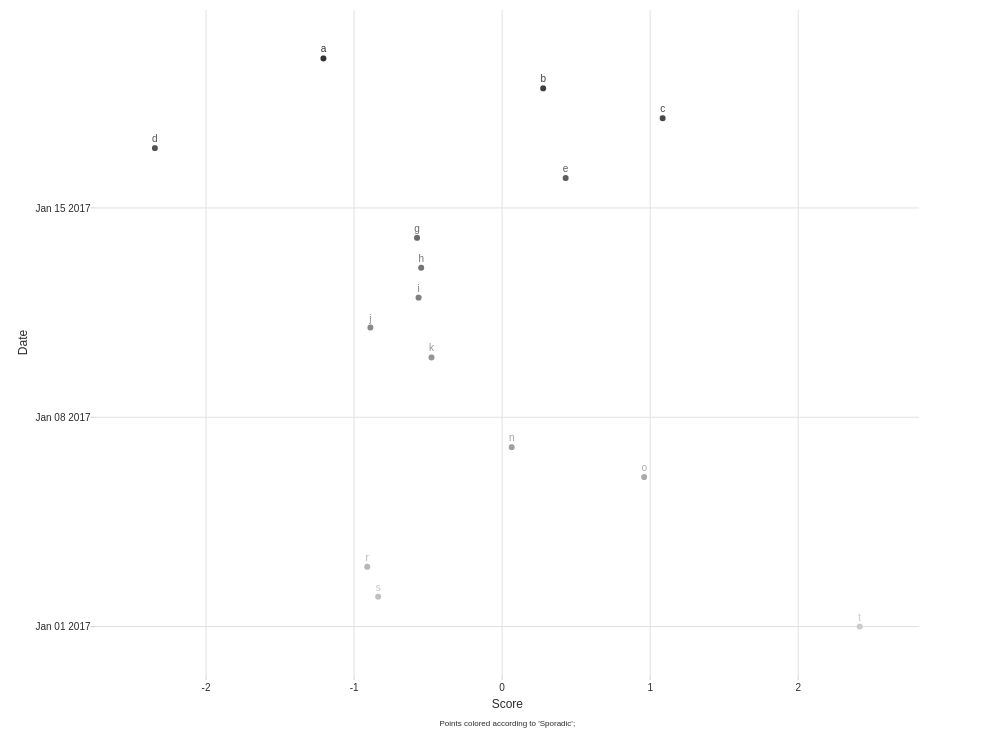 a
b
c
d
e
Jan 15 2017
g
h
i
j
k
Date
Jan 08 2017
n
o
r
s
t
Jan 01 2017
-2 -1 0 1 2
Score
Points colored according to 'Sporadic';